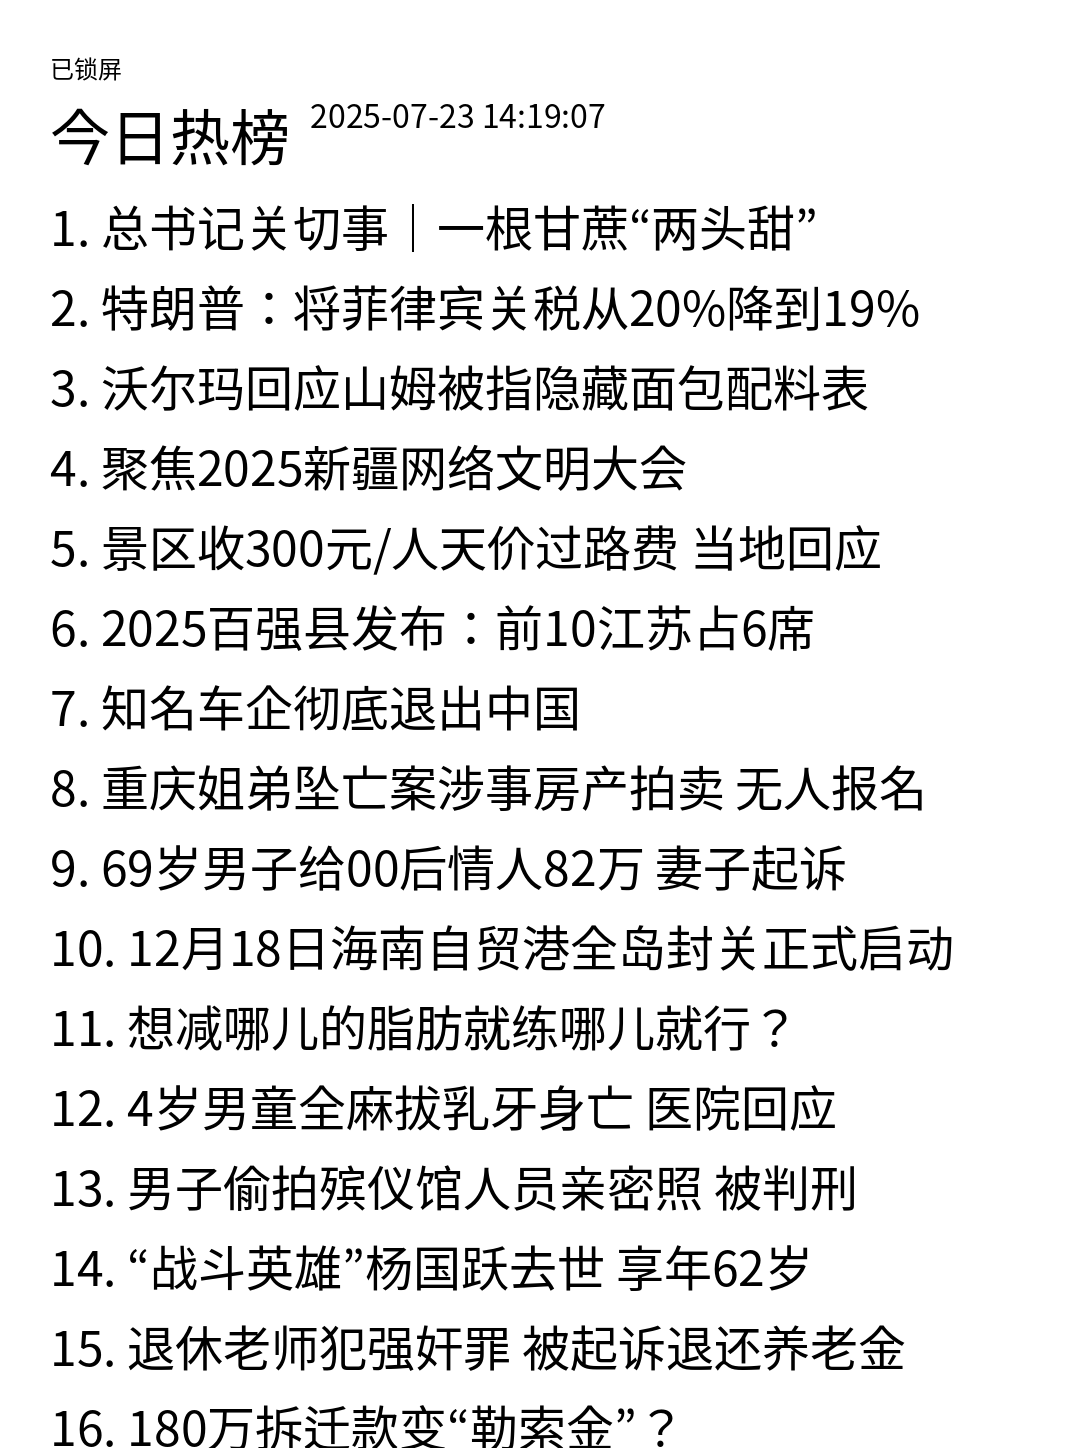 已锁屏
今日热榜 2025-07-23 14:19:07
1. 总书记关切事｜一根甘蔗“两头甜”
2. 特朗普：将菲律宾关税从20%降到19%
3. 沃尔玛回应山姆被指隐藏面包配料表
4. 聚焦2025新疆网络文明大会
5. 景区收300元/人天价过路费 当地回应
6. 2025百强县发布：前10江苏占6席
7. 知名车企彻底退出中国
8. 重庆姐弟坠亡案涉事房产拍卖 无人报名
9. 69岁男子给00后情人82万 妻子起诉
10. 12月18日海南自贸港全岛封关正式启动
11. 想减哪儿的脂肪就练哪儿就行？
12. 4岁男童全麻拔乳牙身亡 医院回应
13. 男子偷拍殡仪馆人员亲密照 被判刑
14. “战斗英雄”杨国跃去世 享年62岁
15. 退休老师犯强奸罪 被起诉退还养老金
16. 180万拆迁款变“勒索金”？